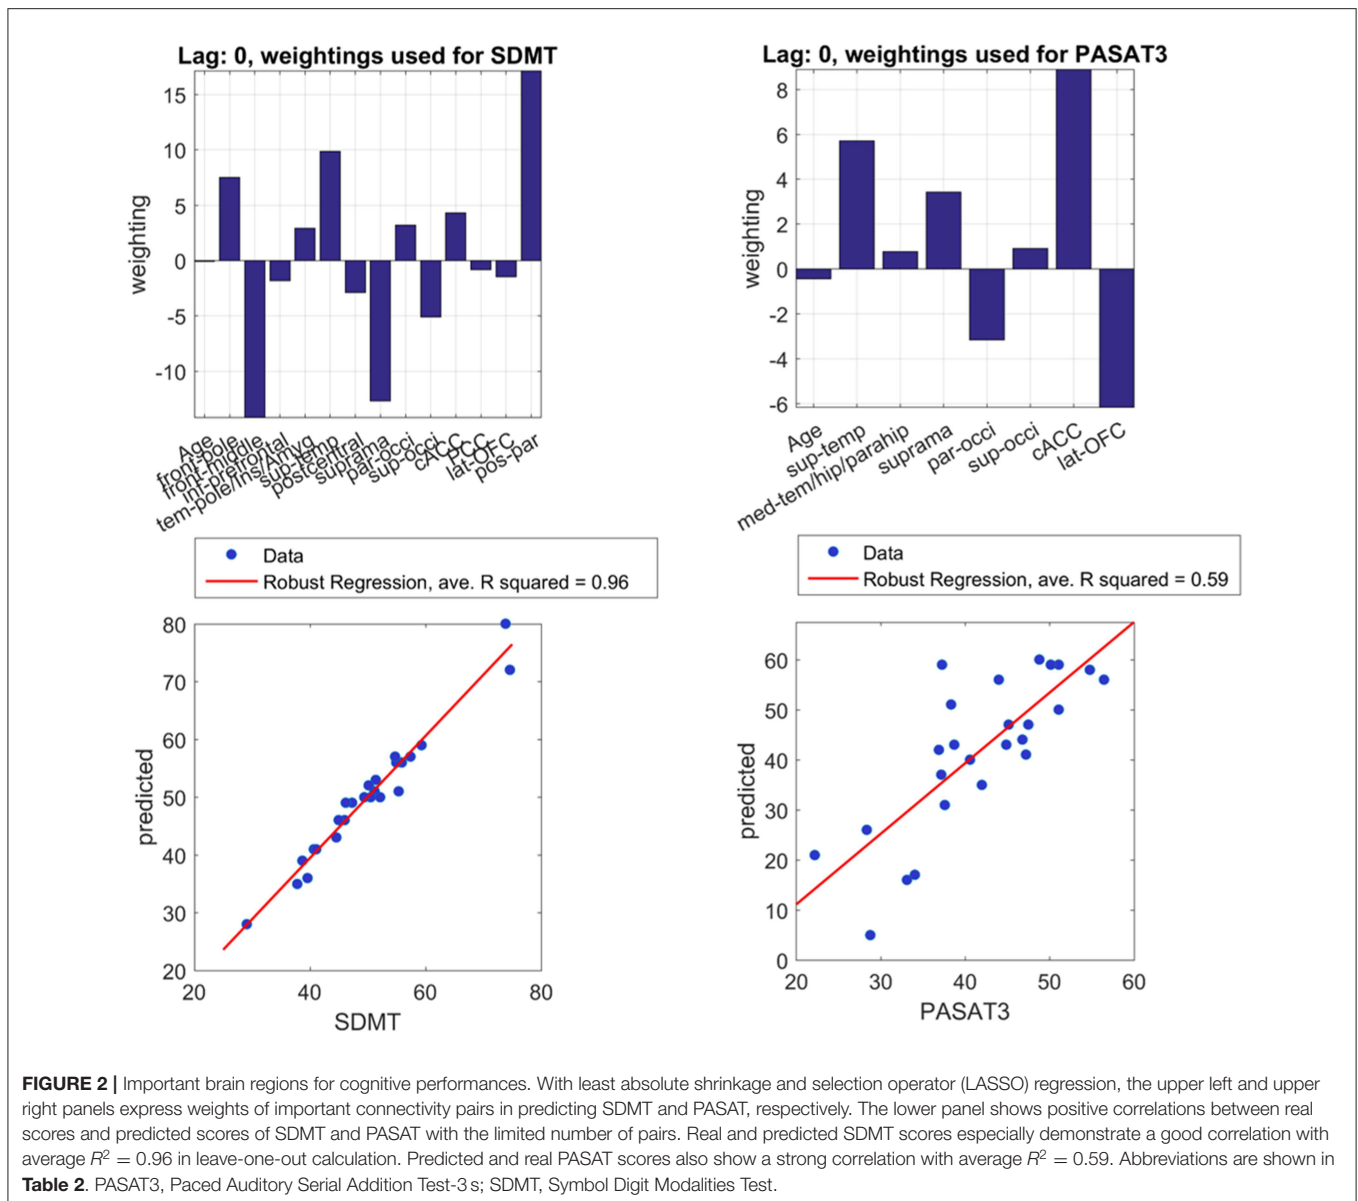 Lag: 0, weightings used for SDMT
15
10
5
0
-5
-10
weighting
Age
front-pole
front-middle
inf-prefrontal
tem-pole/Ins/Amyg
sup-temp
postcentral
suprama
par-occi
sup-occi
cACC
PCC
lat-OFC
pos-par
Lag: 0, weightings used for PASAT3
8
6
4
2
0
-2
-4
-6
weighting
Age
sup-temp
med-tem/hip/parahip
suprama
par-occi
sup-occi
cACC
lat-OFC
Data
Robust Regression, ave. R squared = 0.96
80
70
60
50
40
30
20
predicted
20 40 60 80
SDMT
Data
Robust Regression, ave. R squared = 0.59
60
50
40
30
20
10
0
predicted
20 30 40 50 60
PASAT3
FIGURE 2 | Important brain regions for cognitive performances. With least absolute shrinkage and selection operator (LASSO) regression, the upper left and upper
right panels express weights of important connectivity pairs in predicting SDMT and PASAT, respectively. The lower panel shows positive correlations between real
scores and predicted scores of SDMT and PASAT with the limited number of pairs. Real and predicted SDMT scores especially demonstrate a good correlation with
average R² = 0.96 in leave-one-out calculation. Predicted and real PASAT scores also show a strong correlation with average R² = 0.59. Abbreviations are shown in
Table 2. PASAT3, Paced Auditory Serial Addition Test-3 s; SDMT, Symbol Digit Modalities Test.